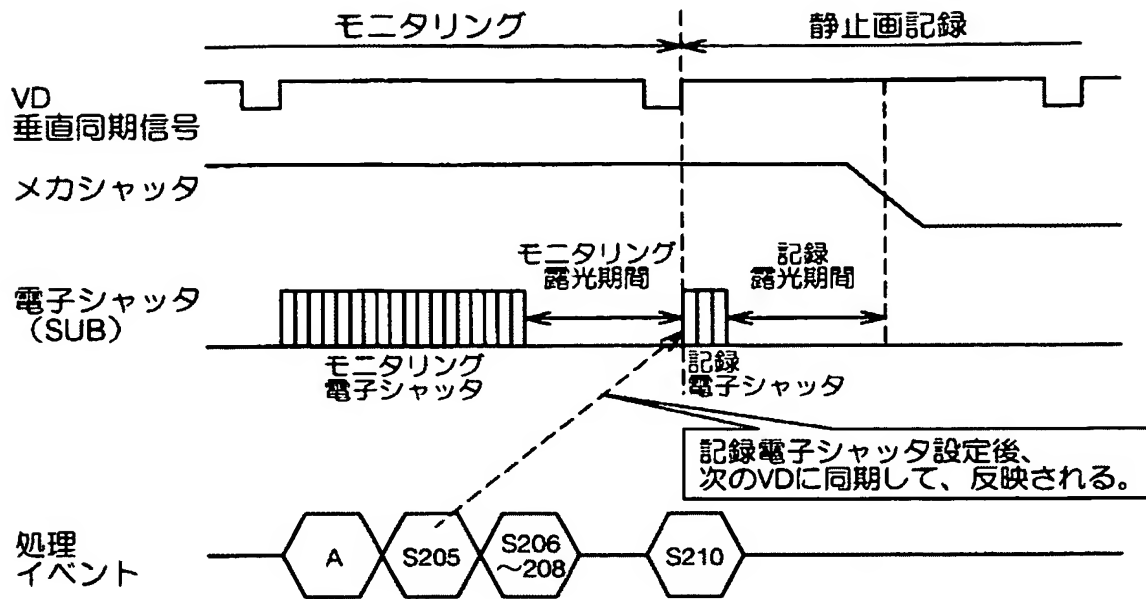 モニタリング
静止画記録
VD
垂直同期信号
メカシャッタ
モニタリング
露光期間
記録
露光期間
電子シャッタ
(SUB)
モニタリング
電子シャッタ
記録
電子シャッタ
記録電子シャッタ設定後、
次のVDに同期して、反映される。
処理
イベント
A
S205
S206
～208
S210